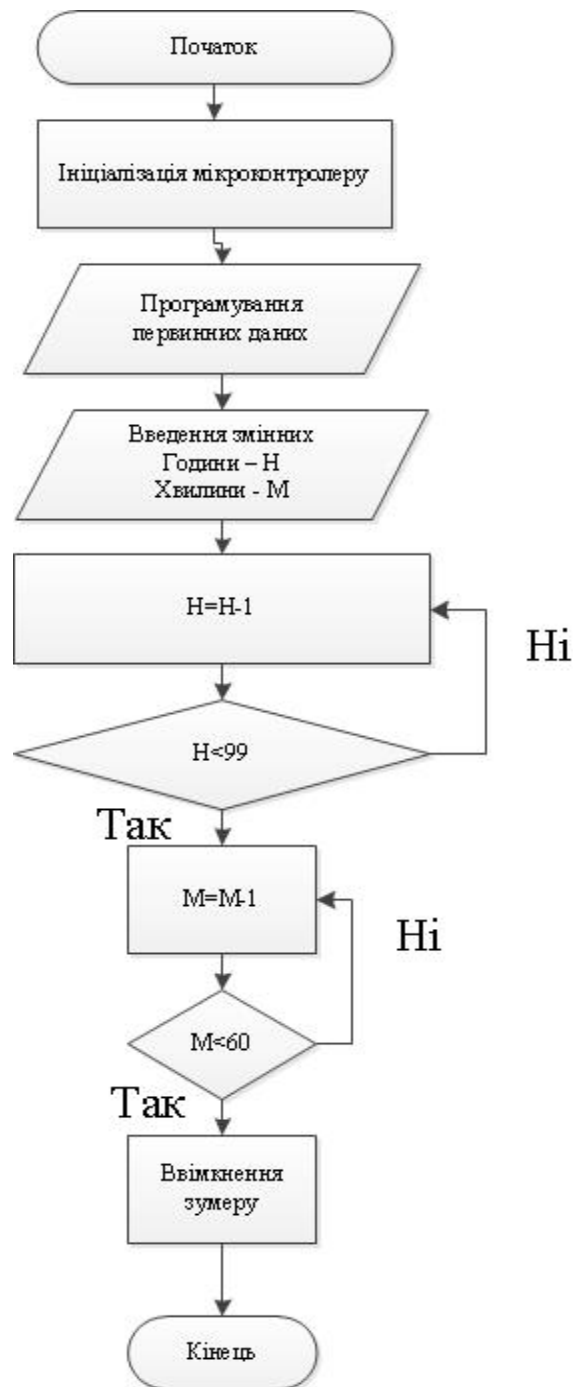 Початок
Ініціалізація мікроконтролеру
Програмування
первинних даних
Введення змінних
Години – H
Хвилини - M
H=H-1
Ні
H<99
Так
M=M-1
Ні
M<60
Так
Ввімкнення
зумеру
Кінець